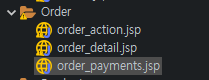 Order
order_action.jsp
order_detail.jsp
order_payments.jsp